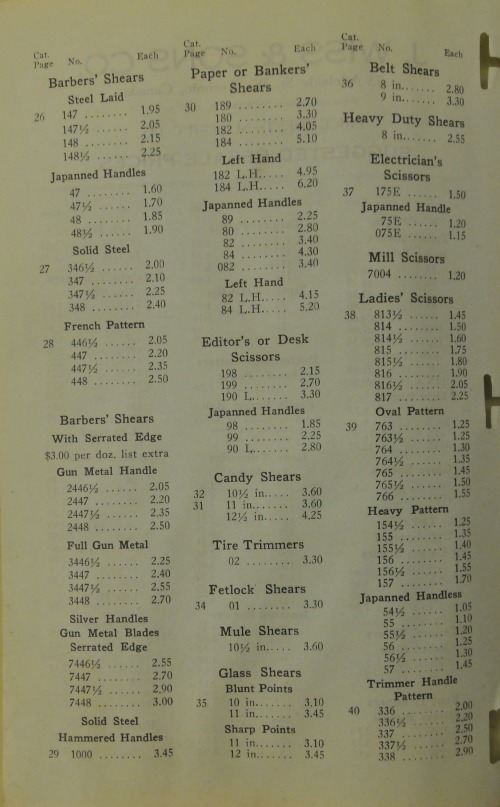 Cat.
Page No. Each
Barbers' Shears
Steel Laid
26 147 ........ 1.95
147½ ...... 2.05
148 ........ 2.15
148½ ...... 2.25
Japanned Handles
47 ........ 1.60
47½ ...... 1.70
48 ........ 1.85
48½ ...... 1.90
Solid Steel
27 346½ ...... 2.00
347 ........ 2.10
347½ ...... 2.25
348 ........ 2.40
French Pattern
28 446½ ...... 2.05
447 ........ 2.20
447½ ...... 2.35
448 ........ 2.50
Barbers' Shears
With Serrated Edge
$3.00 per doz. list extra
Gun Metal Handle
2446½ ...... 2.05
2447 ........ 2.20
2447½ ...... 2.35
2448 ........ 2.50
Full Gun Metal
3446½ ...... 2.25
3447 ........ 2.40
3447½ ...... 2.55
3448 ........ 2.70
Silver Handles
Gun Metal Blades
Serrated Edge
7446½ ...... 2.55
7447 ........ 2.70
7447½ ...... 2.90
7448 ........ 3.00
Solid Steel
Hammered Handles
29 1000 ........ 3.45
Cat.
Page No. Each
Paper or Bankers'
Shears
30 189 ........ 2.70
180 ........ 3.30
182 ........ 4.05
184 ........ 5.10
Left Hand
182 L.H..... 4.95
184 L.H..... 6.20
Japanned Handles
89 ........ 2.25
80 ........ 2.80
82 ........ 3.40
84 ........ 4.30
082 ........ 3.40
Left Hand
82 L.H..... 4.15
84 L.H..... 5.20
Editor's or Desk
Scissors
198 ........ 2.15
199 ........ 2.70
190 L....... 3.30
Japanned Handles
98 ........ 1.85
99 ........ 2.25
90 L....... 2.80
Candy Shears
32 10½ in..... 3.60
31 11 in....... 3.60
12½ in..... 4.25
Tire Trimmers
02 ........ 3.30
Fetlock Shears
34 01 ........ 3.30
Mule Shears
10½ in..... 3.60
Glass Shears
Blunt Points
35 10 in....... 3.10
11 in....... 3.45
Sharp Points
11 in....... 3.10
12 in....... 3.45
Cat.
Page No. Each
Belt Shears
36 8 in....... 2.80
9 in....... 3.30
Heavy Duty Shears
8 in....... 2.55
Electrician's
Scissors
37 175E ...... 1.50
Japanned Handle
75E ...... 1.20
075E ...... 1.15
Mill Scissors
7004 ........ 1.20
Ladies' Scissors
38 813½ ...... 1.45
814 ........ 1.50
814½ ...... 1.60
815 ........ 1.75
815½ ...... 1.80
816 ........ 1.90
816½ ...... 2.05
817 ........ 2.25
Oval Pattern
39 763 ........ 1.25
763½ ...... 1.25
764 ........ 1.30
764½ ...... 1.35
765 ........ 1.45
765½ ...... 1.50
766 ........ 1.55
Heavy Pattern
154½ ...... 1.25
155 ........ 1.35
155½ ...... 1.40
156 ........ 1.45
156½ ...... 1.55
157 ........ 1.70
Japanned Handless
54½ ...... 1.05
55 ........ 1.10
55½ ...... 1.20
56 ........ 1.25
56½ ...... 1.30
57 ........ 1.45
Trimmer Handle
Pattern
40 336 ........ 2.00
336½ ...... 2.20
337 ........ 2.50
337½ ...... 2.70
338 ........ 2.90